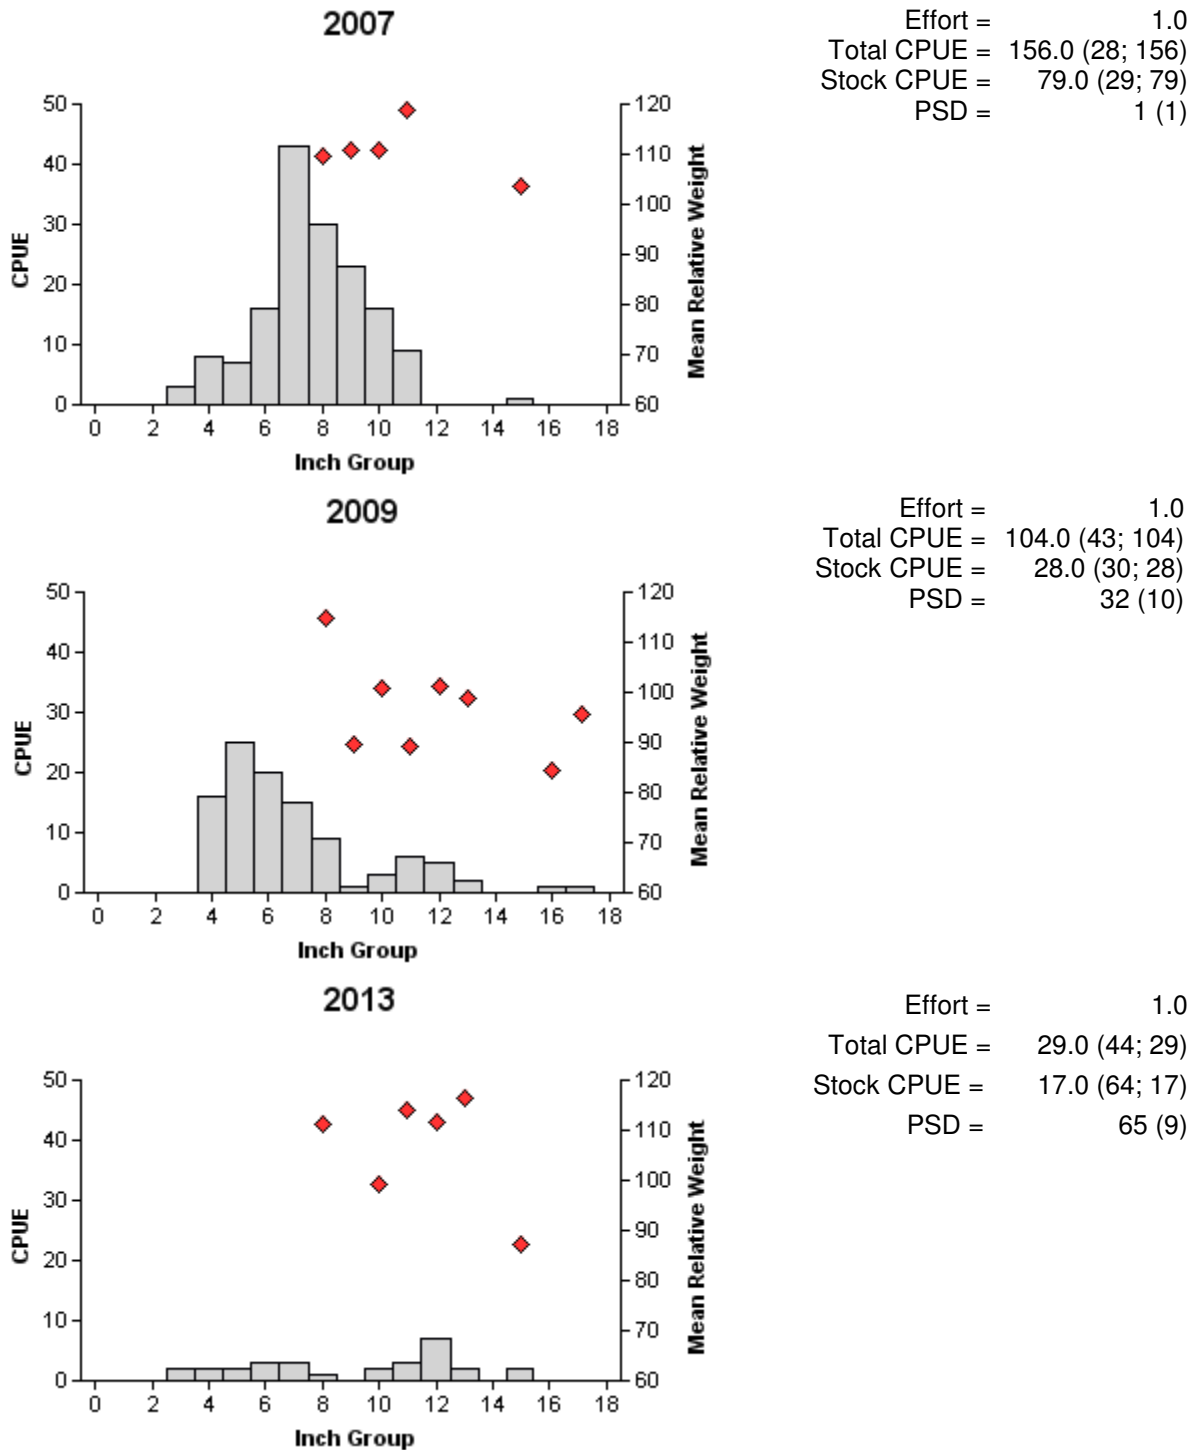 2007
Effort = 1.0
Total CPUE = 156.0 (28; 156)
Stock CPUE = 79.0 (29; 79)
PSD = 1 (1)
50
40
30
20
10
0
CPUE
120
110
100
90
80
70
60
Mean Relative Weight
0 2 4 6 8 10 12 14 16 18
Inch Group
2009
Effort = 1.0
Total CPUE = 104.0 (43; 104)
Stock CPUE = 28.0 (30; 28)
PSD = 32 (10)
50
40
30
20
10
0
CPUE
120
110
100
90
80
70
60
Mean Relative Weight
0 2 4 6 8 10 12 14 16 18
Inch Group
2013
Effort = 1.0
Total CPUE = 29.0 (44; 29)
Stock CPUE = 17.0 (64; 17)
PSD = 65 (9)
50
40
30
20
10
0
CPUE
120
110
100
90
80
70
60
Mean Relative Weight
0 2 4 6 8 10 12 14 16 18
Inch Group